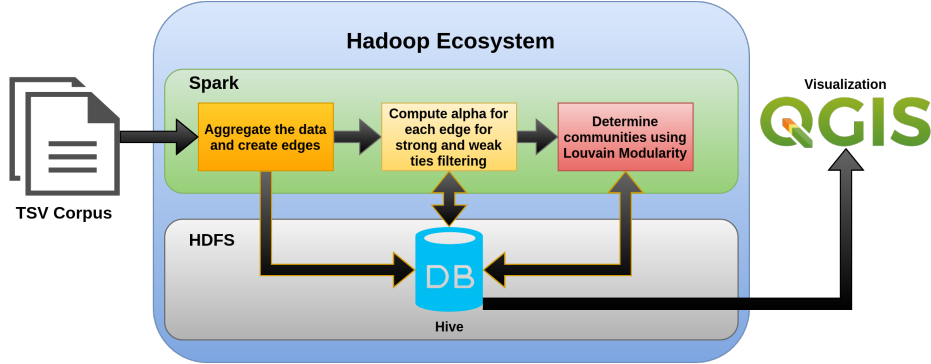 Hadoop Ecosystem
Spark
Aggregate the data
and create edges
Compute alpha for
each edge for
strong and weak
ties filtering
Determine
communities using
Louvain Modularity
TSV Corpus
HDFS
DB
Hive
Visualization
QGIS